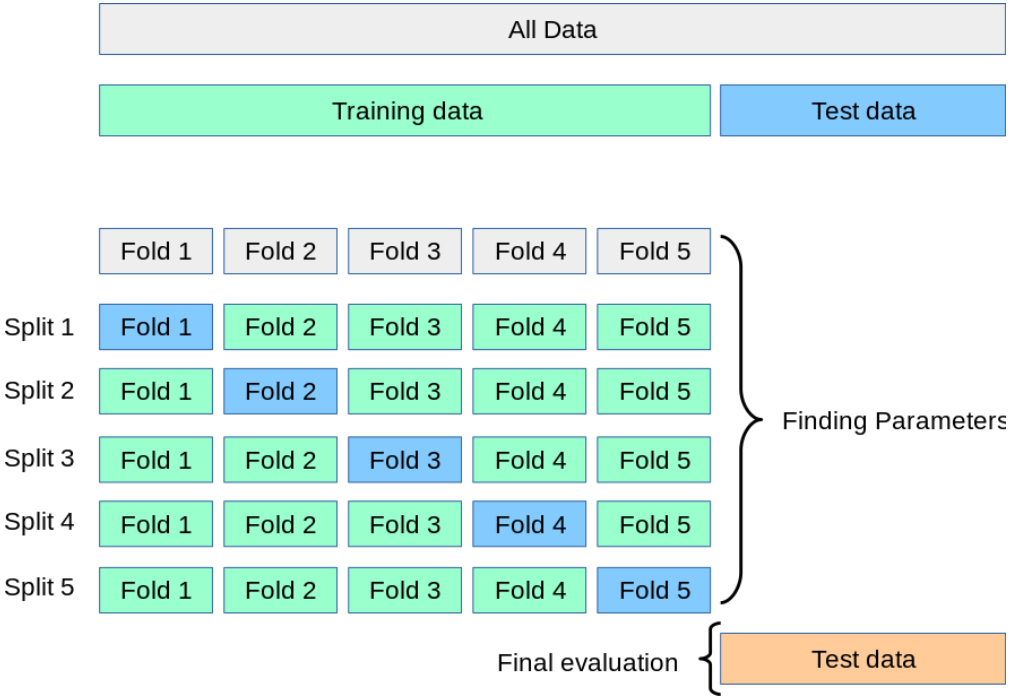 All Data
Training data Test data
Fold 1 Fold 2 Fold 3 Fold 4 Fold 5
Split 1 Fold 1 Fold 2 Fold 3 Fold 4 Fold 5
Split 2 Fold 1 Fold 2 Fold 3 Fold 4 Fold 5
Finding Parameters
Split 3 Fold 1 Fold 2 Fold 3 Fold 4 Fold 5
Split 4 Fold 1 Fold 2 Fold 3 Fold 4 Fold 5
Split 5 Fold 1 Fold 2 Fold 3 Fold 4 Fold 5
Final evaluation Test data